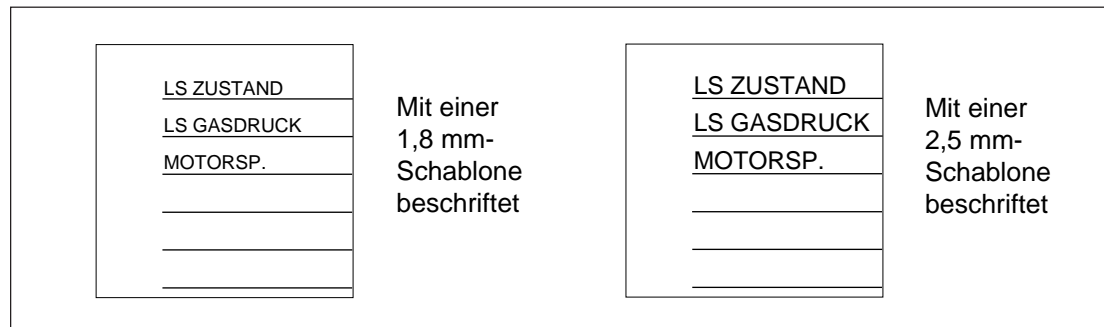 LS ZUSTAND
LS GASDRUCK
MOTORSP.
Mit einer
1,8 mm-
Schablone
beschriftet
LS ZUSTAND
LS GASDRUCK
MOTORSP.
Mit einer
2,5 mm-
Schablone
beschriftet